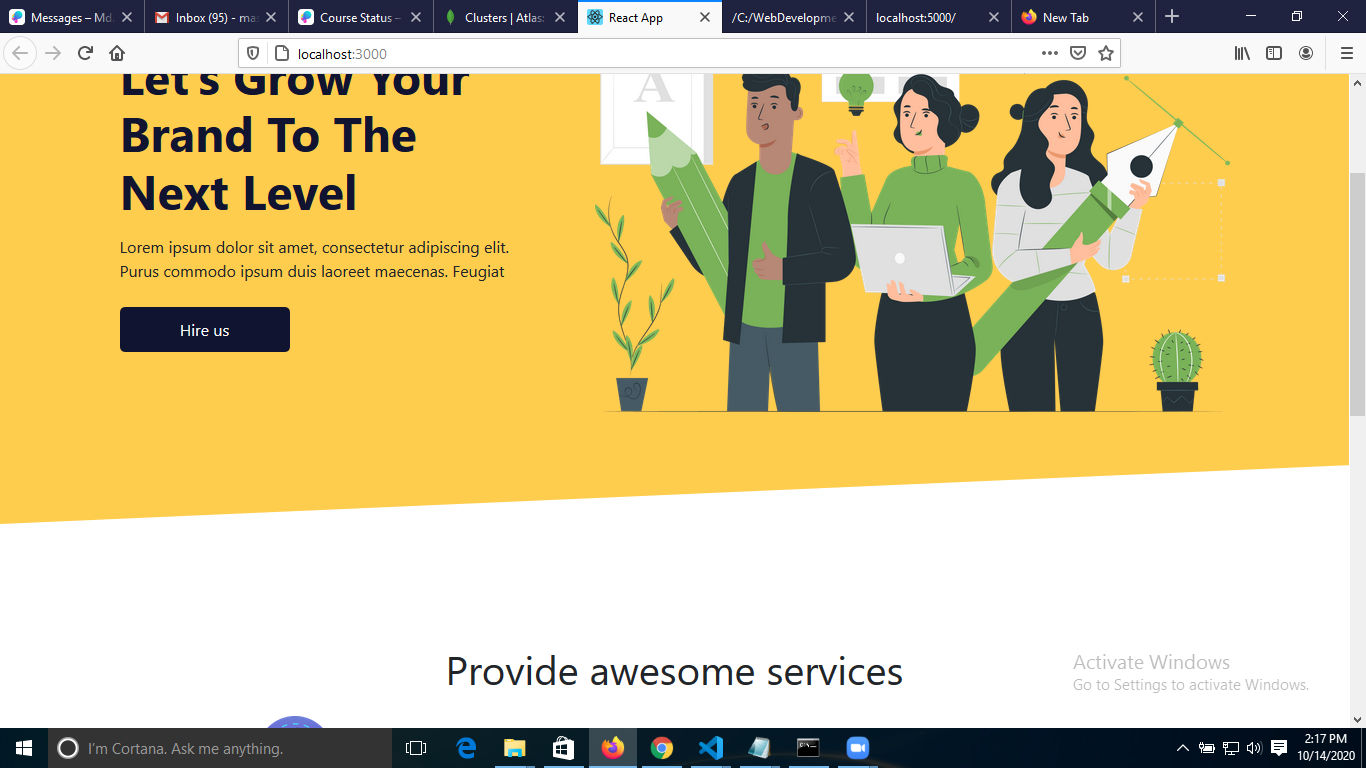 Messages – Md.
Inbox (95) - mas
Course Status –
Clusters | Atlas:
React App
/C:/WebDevelopme
localhost:5000/
New Tab
localhost:3000
Let's Grow Your
Brand To The
Next Level
Lorem ipsum dolor sit amet, consectetur adipiscing elit.
Purus commodo ipsum duis laoreet maecenas. Feugiat
Hire us
A
Provide awesome services
Activate Windows
Go to Settings to activate Windows.
I'm Cortana. Ask me anything.
2:17 PM
10/14/2020